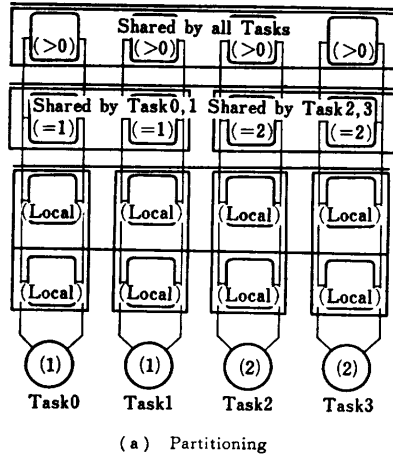 Shared by all Tasks
(>0) (>0) (>0) (>0)
Shared by Task0,1 Shared by Task2,3
(=1) (=1) (=2) (=2)
(Local) (Local) (Local) (Local)
(Local) (Local) (Local) (Local)
(1) (1) (2) (2)
Task0 Task1 Task2 Task3
(a) Partitioning